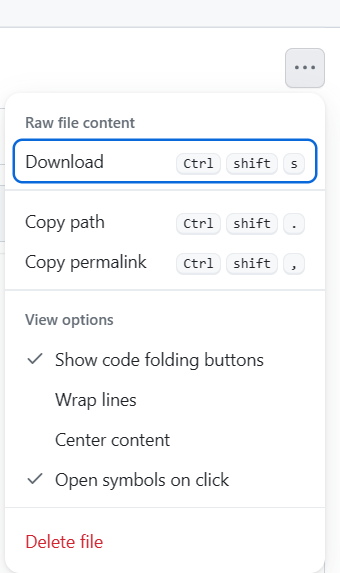 Raw file content
Download Ctrl shift s
Copy path Ctrl shift .
Copy permalink Ctrl shift ,
View options
Show code folding buttons
Wrap lines
Center content
Open symbols on click
Delete file